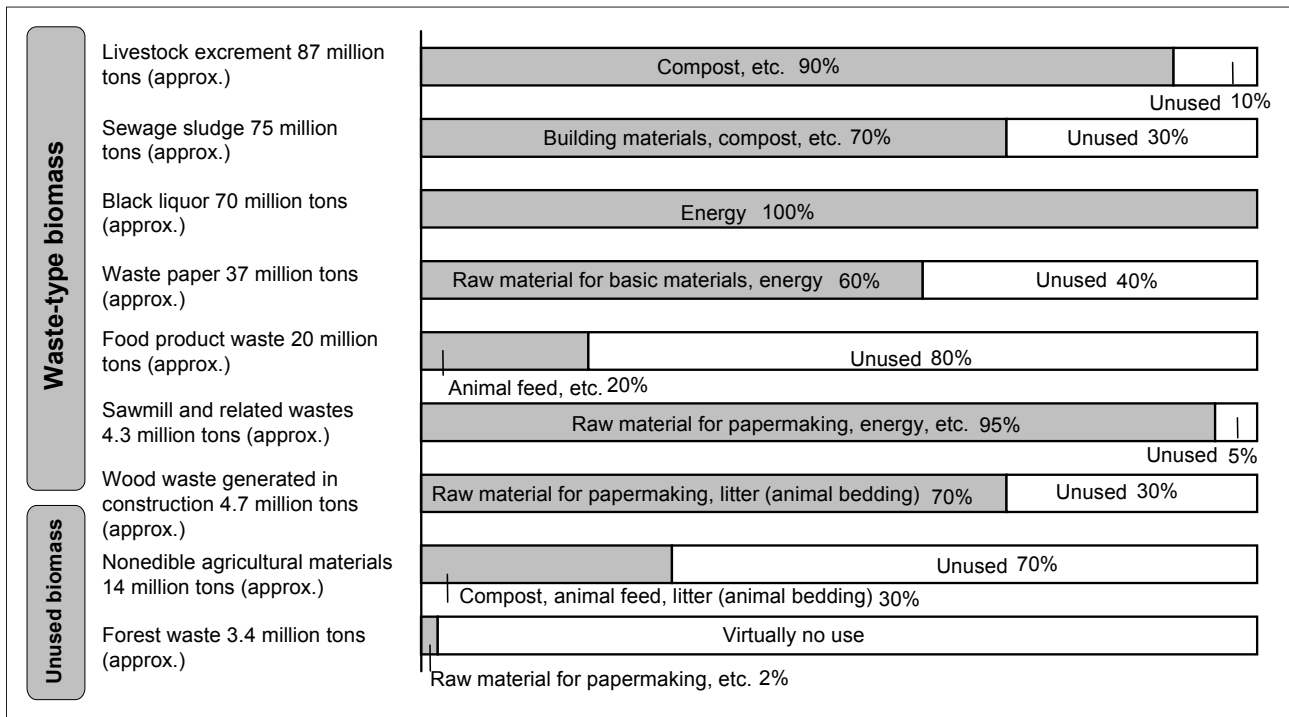 Waste-type biomass
Livestock excrement 87 million
tons (approx.)
Compost, etc. 90%
Unused 10%
Sewage sludge 75 million
tons (approx.)
Building materials, compost, etc. 70%
Unused 30%
Black liquor 70 million tons
(approx.)
Energy 100%
Waste paper 37 million tons
(approx.)
Raw material for basic materials, energy 60%
Unused 40%
Food product waste 20 million
tons (approx.)
Unused 80%
Animal feed, etc. 20%
Sawmill and related wastes
4.3 million tons (approx.)
Raw material for papermaking, energy, etc. 95%
Unused 5%
Wood waste generated in
construction 4.7 million tons
(approx.)
Raw material for papermaking, litter (animal bedding) 70%
Unused 30%
Unused biomass
Nonedible agricultural materials
14 million tons (approx.)
Unused 70%
Compost, animal feed, litter (animal bedding) 30%
Forest waste 3.4 million tons
(approx.)
Virtually no use
Raw material for papermaking, etc. 2%